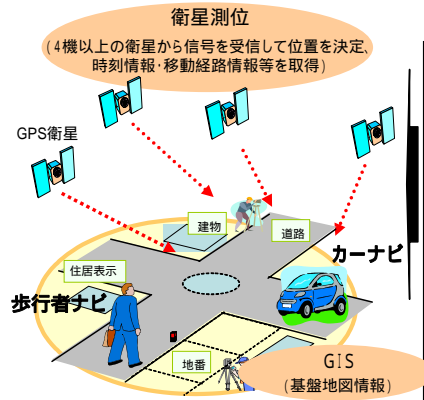 衛星測位
(4機以上の衛星から信号を受信して位置を決定、
時刻情報・移動経路情報等を取得)
GPS衛星
建物
道路
カーナビ
住居表示
歩行者ナビ
地番
GIS
(基盤地図情報)